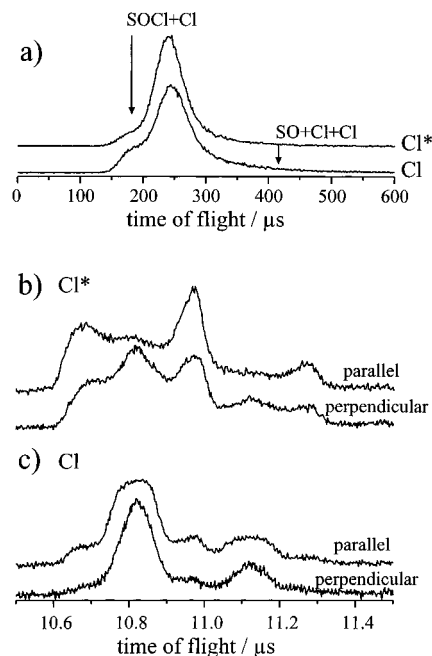 a)
SOCl+Cl
SO+Cl+Cl
Cl*
Cl
0 100 200 300 400 500 600
time of flight / µs
b) Cl*
parallel
perpendicular
c) Cl
parallel
perpendicular
10.6 10.8 11.0 11.2 11.4
time of flight / µs